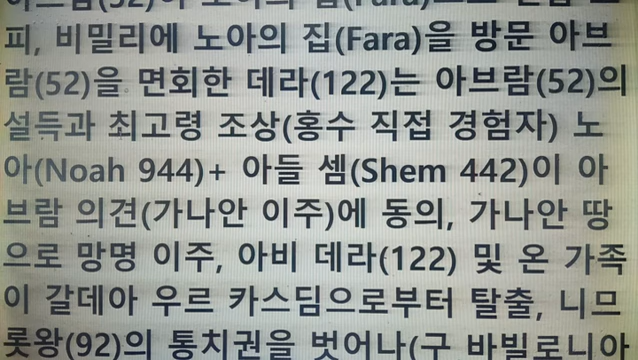 피, 비밀리에 노아의 집(Fara)을 방문 아브
람(52)을 면회한 데라(122)는 아브람(52)의
설득과 최고령 조상(홍수 직접 경험자) 노
아(Noah 944)+ 아들 셈(Shem 442)이 아
브람 의견(가나안 이주)에 동의, 가나안 땅
으로 망명 이주, 아비 데라(122) 및 온 가족
이 갈데아 우르 카스딤으로부터 탈출, 니므
롯왕(92)의 통치권을 벗어나(구 바빌로니아